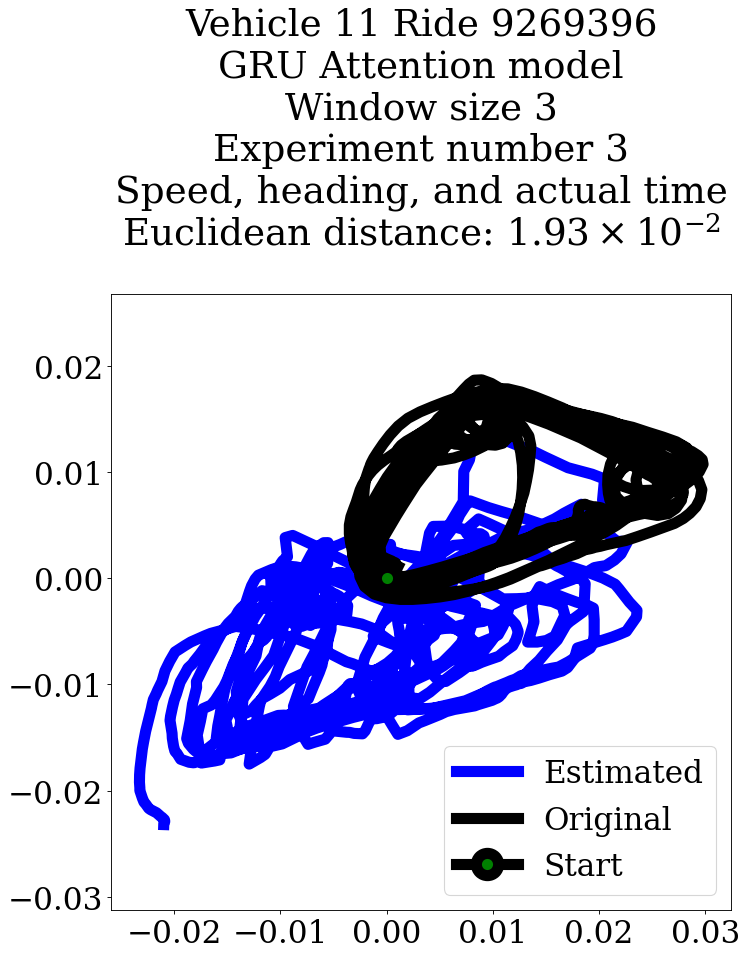 Vehicle 11 Ride 9269396
GRU Attention model
Window size 3
Experiment number 3
Speed, heading, and actual time
Euclidean distance: 1.93 × 10⁻²
0.02
0.01
0.00
−0.01
−0.02
−0.03
Estimated
Original
Start
−0.02 −0.01 0.00 0.01 0.02 0.03